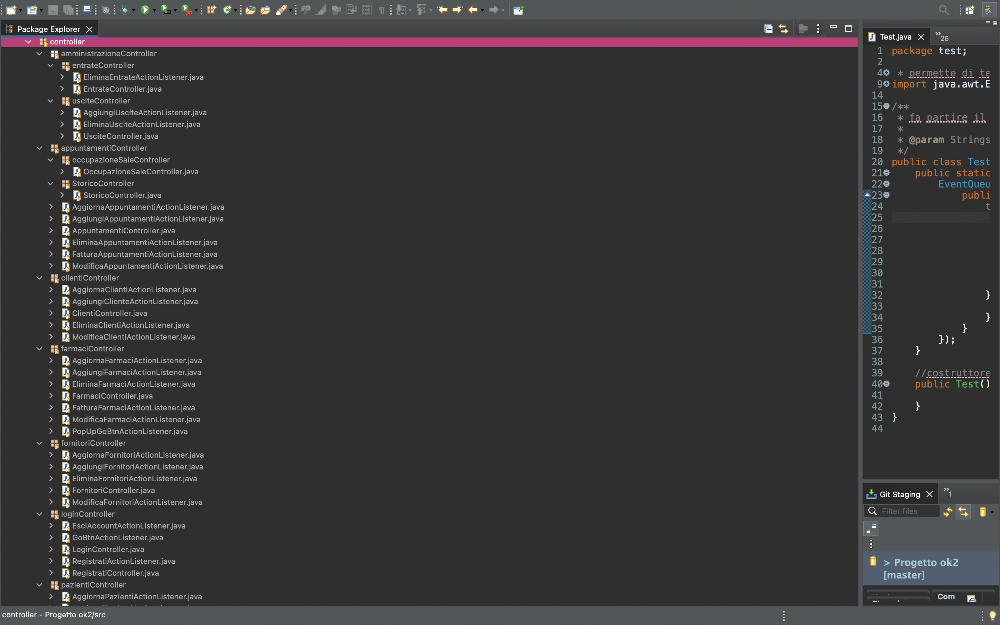 Package Explorer
controller
amministrazioneController
entrateController
EliminaEntrateActionListener.java
EntrateController.java
usciteController
AggiungiUsciteActionListener.java
EliminaUsciteActionListener.java
UsciteController.java
appuntamentiController
occupazioneSaleController
OccupazioneSaleController.java
StoricoController
StoricoController.java
AggiornaAppuntamentiActionListener.java
AggiungiAppuntamentiActionListener.java
AppuntamentiController.java
EliminaAppuntamentiActionListener.java
FatturaAppuntamentiActionListener.java
ModificaAppuntamentiActionListener.java
clientiController
AggiornaClientiActionListener.java
AggiungiClienteActionListener.java
ClientiController.java
EliminaClientiActionListener.java
ModificaClientiActionListener.java
farmaciController
AggiornaFarmaciActionListener.java
AggiungiFarmaciActionListener.java
EliminaFarmaciActionListener.java
FarmaciController.java
FatturaFarmaciActionListener.java
ModificaFarmaciActionListener.java
PopUpGoBtnActionListener.java
fornitoriController
AggiornaFornitoriActionListener.java
AggiungiFornitoriActionListener.java
EliminaFornitoriActionListener.java
FornitoriController.java
ModificaFornitoriActionListener.java
loginController
EsciAccountActionListener.java
GoBtnActionListener.java
LoginController.java
RegistratiActionListener.java
RegistratiController.java
pazientiController
AggiornaPazientiActionListener.java
controller - Progetto ok2/src
Test.java
»26
1 package test;
2
4 * permette di te
9 import java.awt.E
14
15 /**
16 * fa partire il
17 *
18 * @param Strings
19 */
20 public class Test
21 public static
22 EventQueu
23 publi
24 t
25
26
27
28
29
30
31
32 }
33
34 }
35 }
36 });
37 }
38
39 //costruttore
40 public Test()
41
42 }
43 }
44
Git Staging
»1
Filter files
> Progetto ok2
[master]
Com